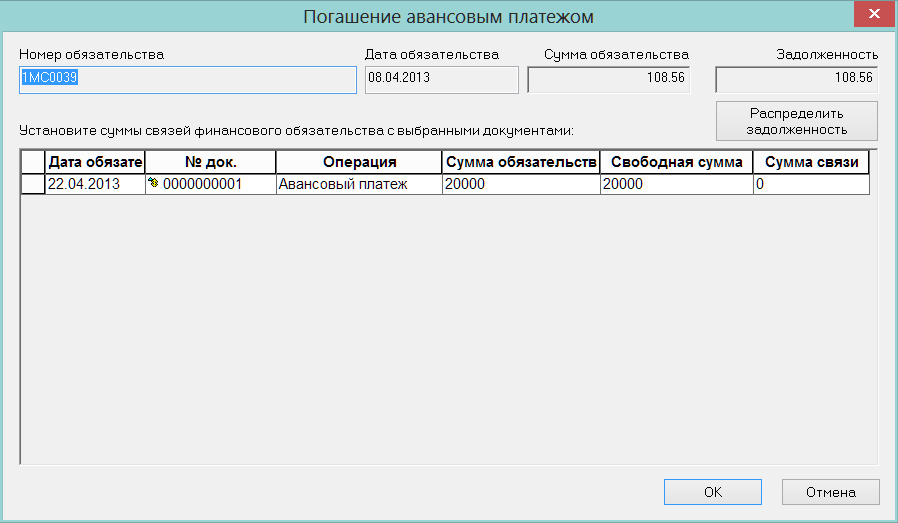 Погашение авансовым платежом
Номер обязательства Дата обязательства Сумма обязательства Задолженность
1MC0039 08.04.2013 108.56 108.56
Распределить
задолженность
Установите суммы связей финансового обязательства с выбранными документами:
Дата обязате № док. Операция Сумма обязательств Свободная сумма Сумма связи
22.04.2013 0000000001 Авансовый платеж 20000 20000 0
OK Отмена